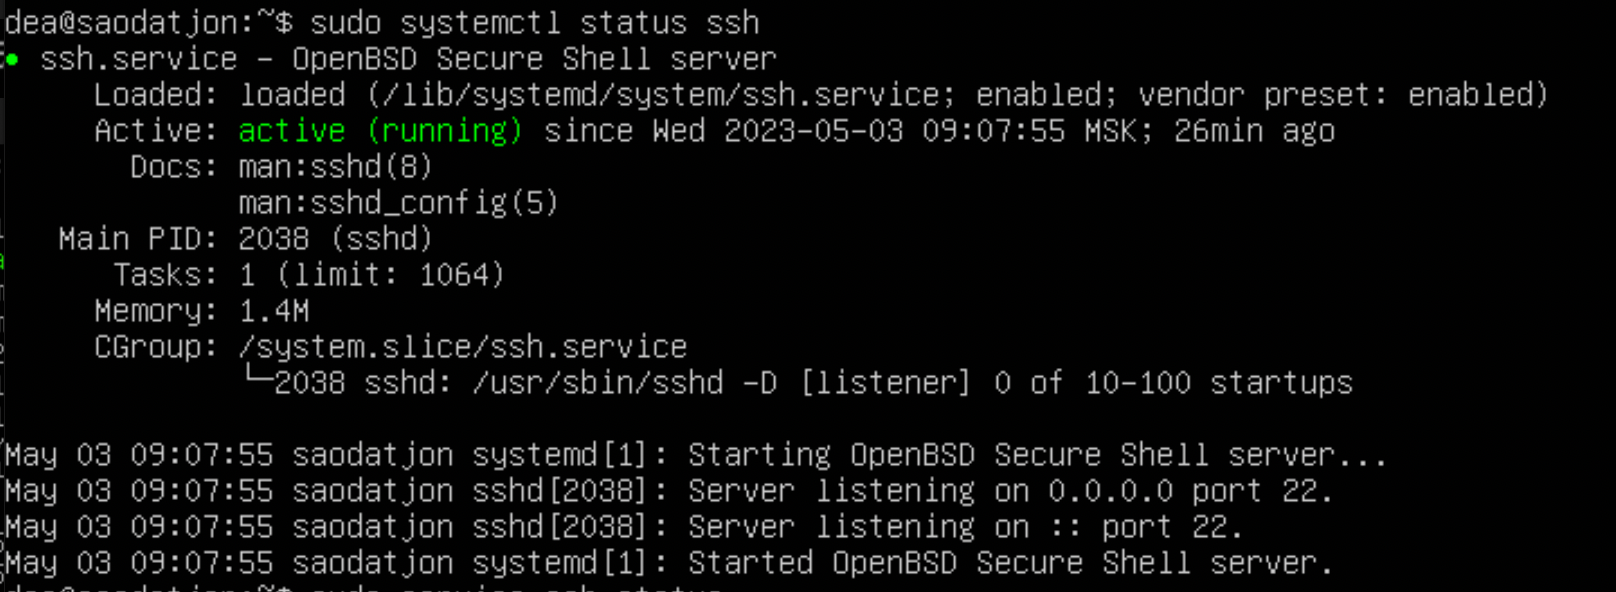 dea@saodatjon:~$ sudo systemctl status ssh
● ssh.service - OpenBSD Secure Shell server
Loaded: loaded (/lib/systemd/system/ssh.service; enabled; vendor preset: enabled)
Active: active (running) since Wed 2023-05-03 09:07:55 MSK; 26min ago
Docs: man:sshd(8)
man:sshd_config(5)
Main PID: 2038 (sshd)
Tasks: 1 (limit: 1064)
Memory: 1.4M
CGroup: /system.slice/ssh.service
└─2038 sshd: /usr/sbin/sshd -D [listener] 0 of 10-100 startups
May 03 09:07:55 saodatjon systemd[1]: Starting OpenBSD Secure Shell server...
May 03 09:07:55 saodatjon sshd[2038]: Server listening on 0.0.0.0 port 22.
May 03 09:07:55 saodatjon sshd[2038]: Server listening on :: port 22.
May 03 09:07:55 saodatjon systemd[1]: Started OpenBSD Secure Shell server.
dea@saodatjon:~$ sudo service ssh status